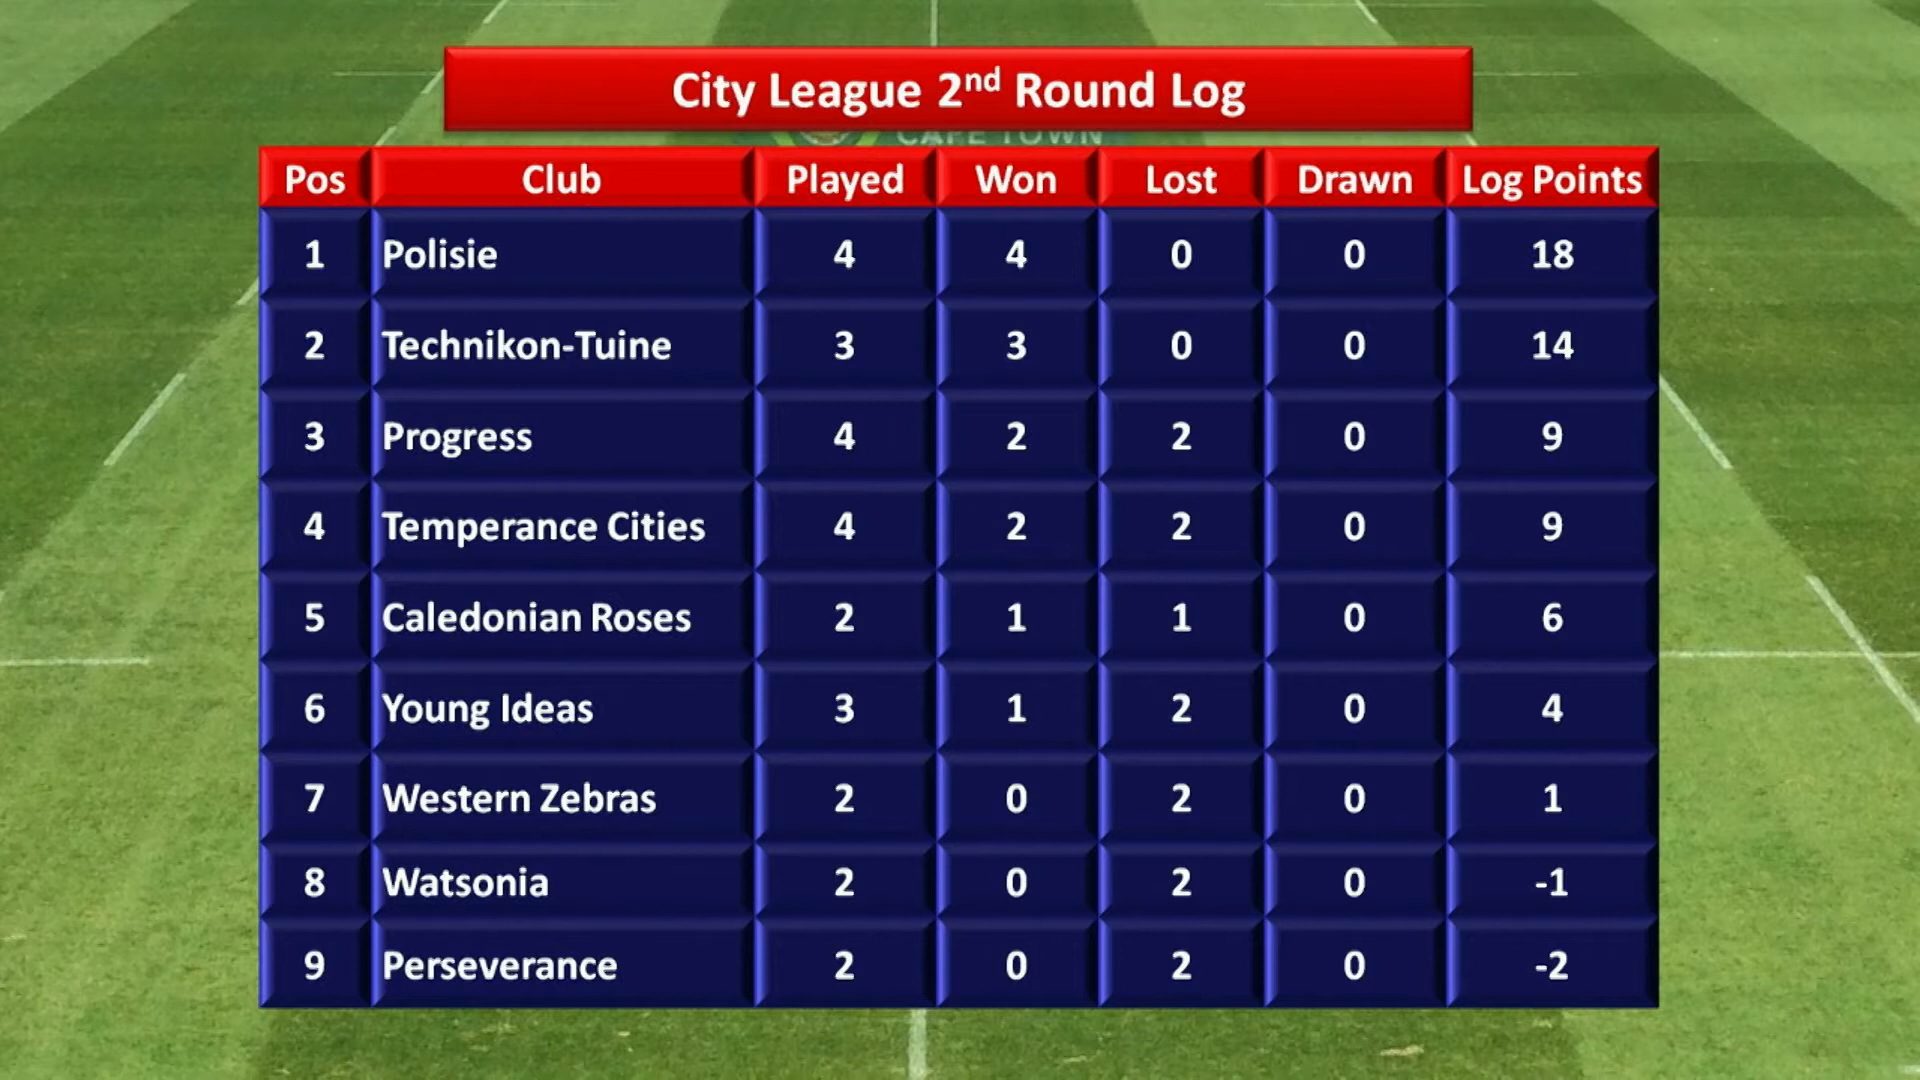 City League 2nd Round Log
CAPE TOWN
Pos Club Played Won Lost Drawn Log Points
1 Polisie 4 4 0 0 18
2 Technikon-Tuine 3 3 0 0 14
3 Progress 4 2 2 0 9
4 Temperance Cities 4 2 2 0 9
5 Caledonian Roses 2 1 1 0 6
6 Young Ideas 3 1 2 0 4
7 Western Zebras 2 0 2 0 1
8 Watsonia 2 0 2 0 -1
9 Perseverance 2 0 2 0 -2